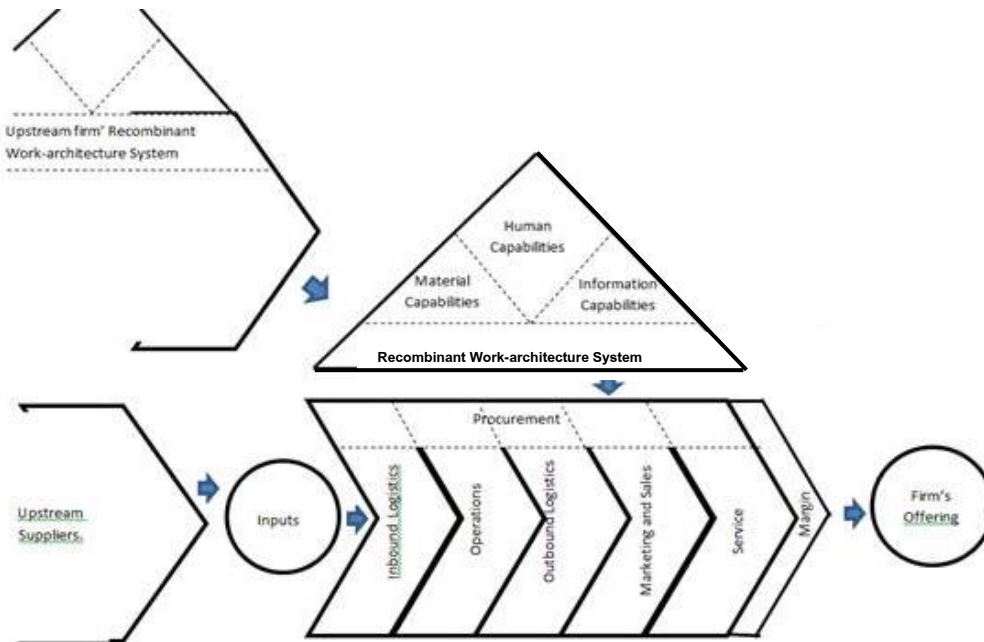 Upstream firm' Recombinant
Work-architecture System
Human
Capabilities
Material
Capabilities
Information
Capabilities
Recombinant Work-architecture System
Procurement
Upstream
Suppliers.
Inputs
Inbound Logistics
Operations
Outbound Logistics
Marketing and Sales
Service
Margin
Firm's
Offering